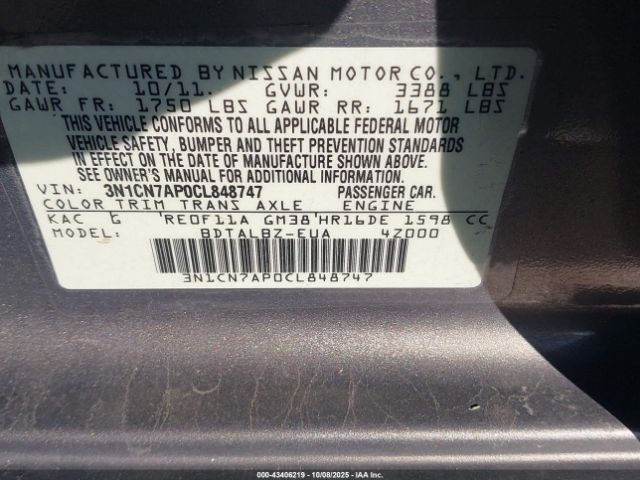 MANUFACTURED BY NISSAN MOTOR CO., LTD.
DATE: 10/11. GVWR: 3388 LBS
GAWR FR: 1750 LBS GAWR RR: 1671 LBS
THIS VEHICLE CONFORMS TO ALL APPLICABLE FEDERAL MOTOR
VEHICLE SAFETY, BUMPER AND THEFT PREVENTION STANDARDS
IN EFFECT ON THE DATE OF MANUFACTURE SHOWN ABOVE.
SEE OWNER'S MANUAL FOR ADDITIONAL INFORMATION.
VIN: 3N1CN7AP0CL848747 PASSENGER CAR.
COLOR TRIM TRANS AXLE ENGINE
KAC G RE0F11A GM38 HR16DE 1598 CC
MODEL: BDTALBZ-EUA 4Z000
3N1CN7AP0CL848747
000-43406219 | 10/08/2025 | IAAI.COM